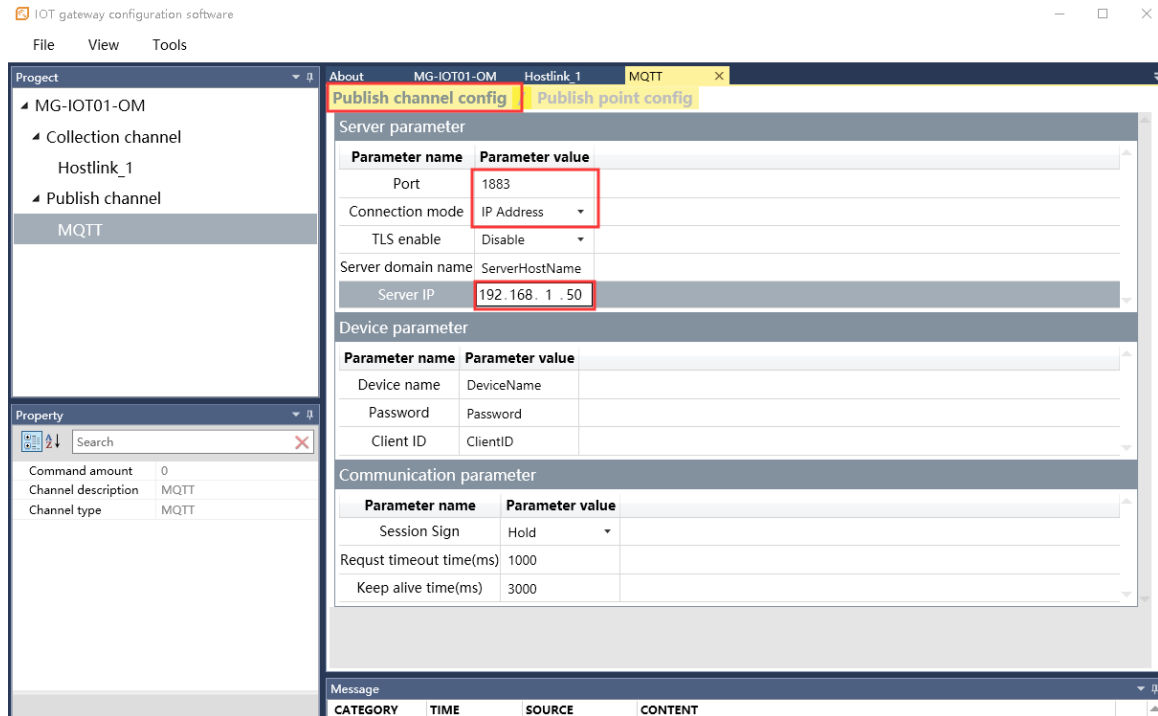 IOT gateway configuration software
File View Tools
Progect
MG-IOT01-OM
Collection channel
Hostlink_1
Publish channel
MQTT
Property
Search
Command amount 0
Channel description MQTT
Channel type MQTT
About MG-IOT01-OM Hostlink_1 MQTT
Publish channel config / Publish point config
Server parameter
Parameter name Parameter value
Port 1883
Connection mode IP Address
TLS enable Disable
Server domain name ServerHostName
Server IP 192.168. 1 .50
Device parameter
Parameter name Parameter value
Device name DeviceName
Password Password
Client ID ClientID
Communication parameter
Parameter name Parameter value
Session Sign Hold
Requst timeout time(ms) 1000
Keep alive time(ms) 3000
Message
CATEGORY TIME SOURCE CONTENT